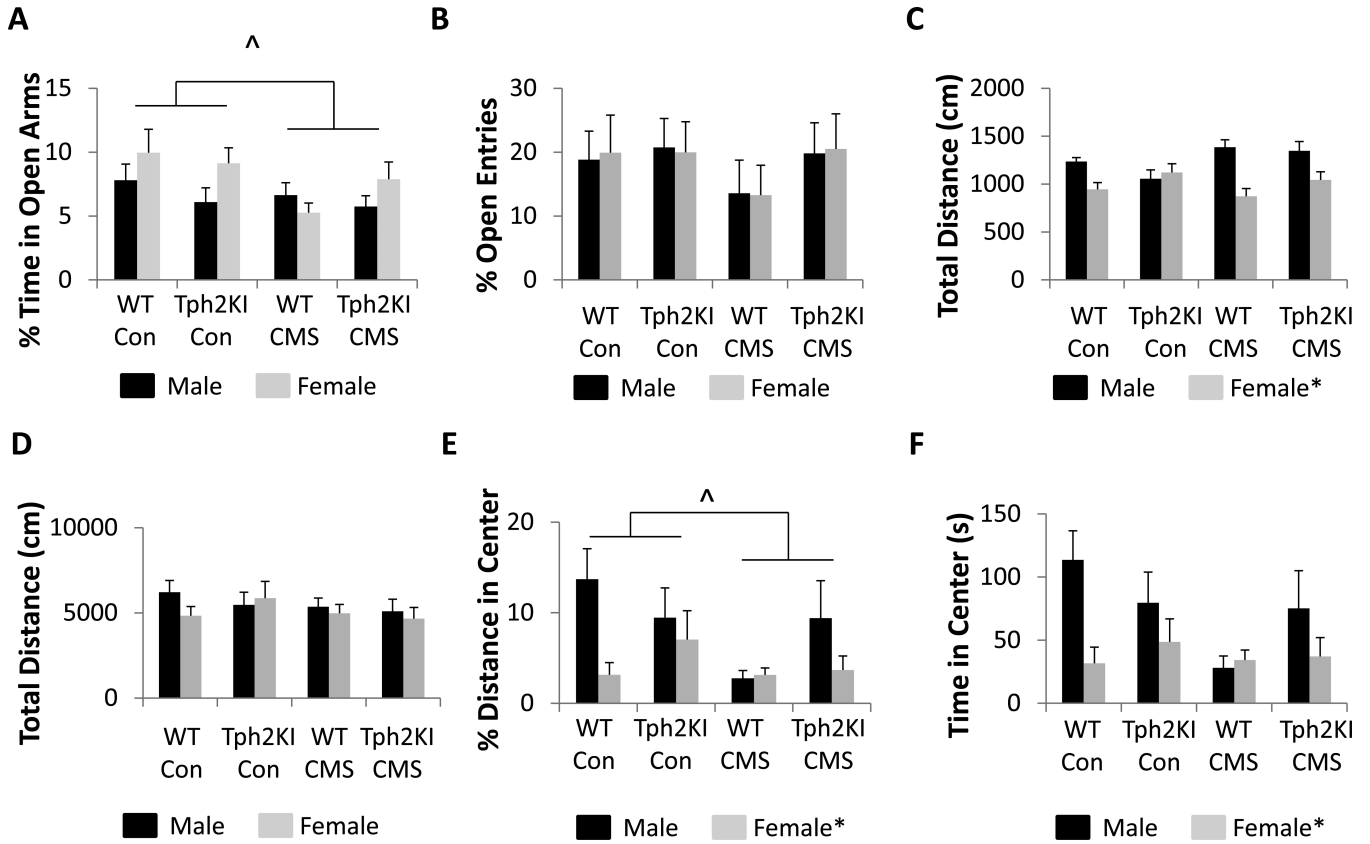 A
^
% Time in Open Arms
15
10
5
0
WT Tph2KI WT Tph2KI
Con Con CMS CMS
Male Female
B
% Open Entries
30
20
10
0
WT Tph2KI WT Tph2KI
Con Con CMS CMS
Male Female
C
Total Distance (cm)
2000
1500
1000
500
0
WT Tph2KI WT Tph2KI
Con Con CMS CMS
Male Female*
D
Total Distance (cm)
10000
5000
0
WT Tph2KI WT Tph2KI
Con Con CMS CMS
Male Female
E
^
% Distance in Center
20
10
0
WT Tph2KI WT Tph2KI
Con Con CMS CMS
Male Female*
F
Time in Center (s)
150
100
50
0
WT Tph2KI WT Tph2KI
Con Con CMS CMS
Male Female*